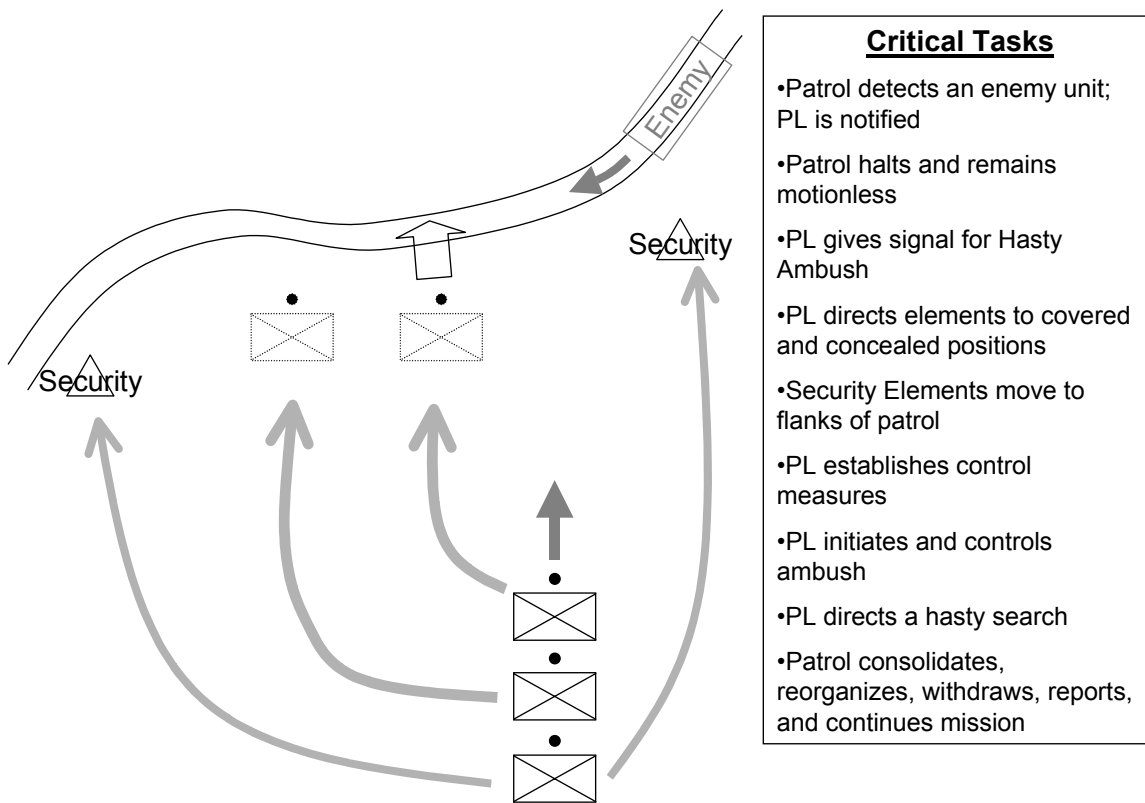 Enemy
Security
Security
Critical Tasks
•Patrol detects an enemy unit;
PL is notified
•Patrol halts and remains
motionless
•PL gives signal for Hasty
Ambush
•PL directs elements to covered
and concealed positions
•Security Elements move to
flanks of patrol
•PL establishes control
measures
•PL initiates and controls
ambush
•PL directs a hasty search
•Patrol consolidates,
reorganizes, withdraws, reports,
and continues mission